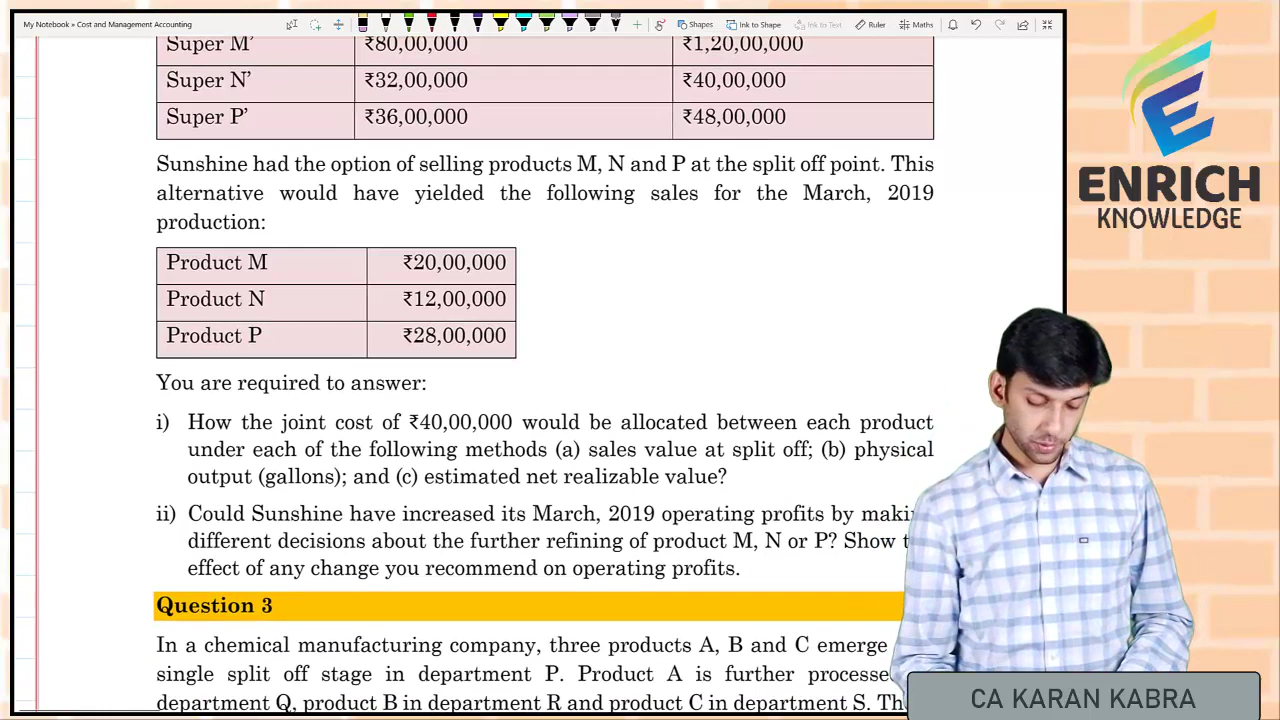 My Notebook » Cost and Management Accounting
Shapes Ink to Shape Ink to Text Ruler Maths
Super M’ ₹80,00,000 ₹1,20,00,000
Super N’ ₹32,00,000 ₹40,00,000
Super P’ ₹36,00,000 ₹48,00,000
Sunshine had the option of selling products M, N and P at the split off point. This
alternative would have yielded the following sales for the March, 2019
production:
Product M ₹20,00,000
Product N ₹12,00,000
Product P ₹28,00,000
You are required to answer:
i) How the joint cost of ₹40,00,000 would be allocated between each product
under each of the following methods (a) sales value at split off; (b) physical
output (gallons); and (c) estimated net realizable value?
ii) Could Sunshine have increased its March, 2019 operating profits by
different decisions about the further refining of product M, N or P? Show
effect of any change you recommend on operating profits.
Question 3
In a chemical manufacturing company, three products A, B and C emerge
single split off stage in department P. Product A is further
department Q, product B in department R and product C in department S.
ENRICH
KNOWLEDGE
CA KARAN KABRA